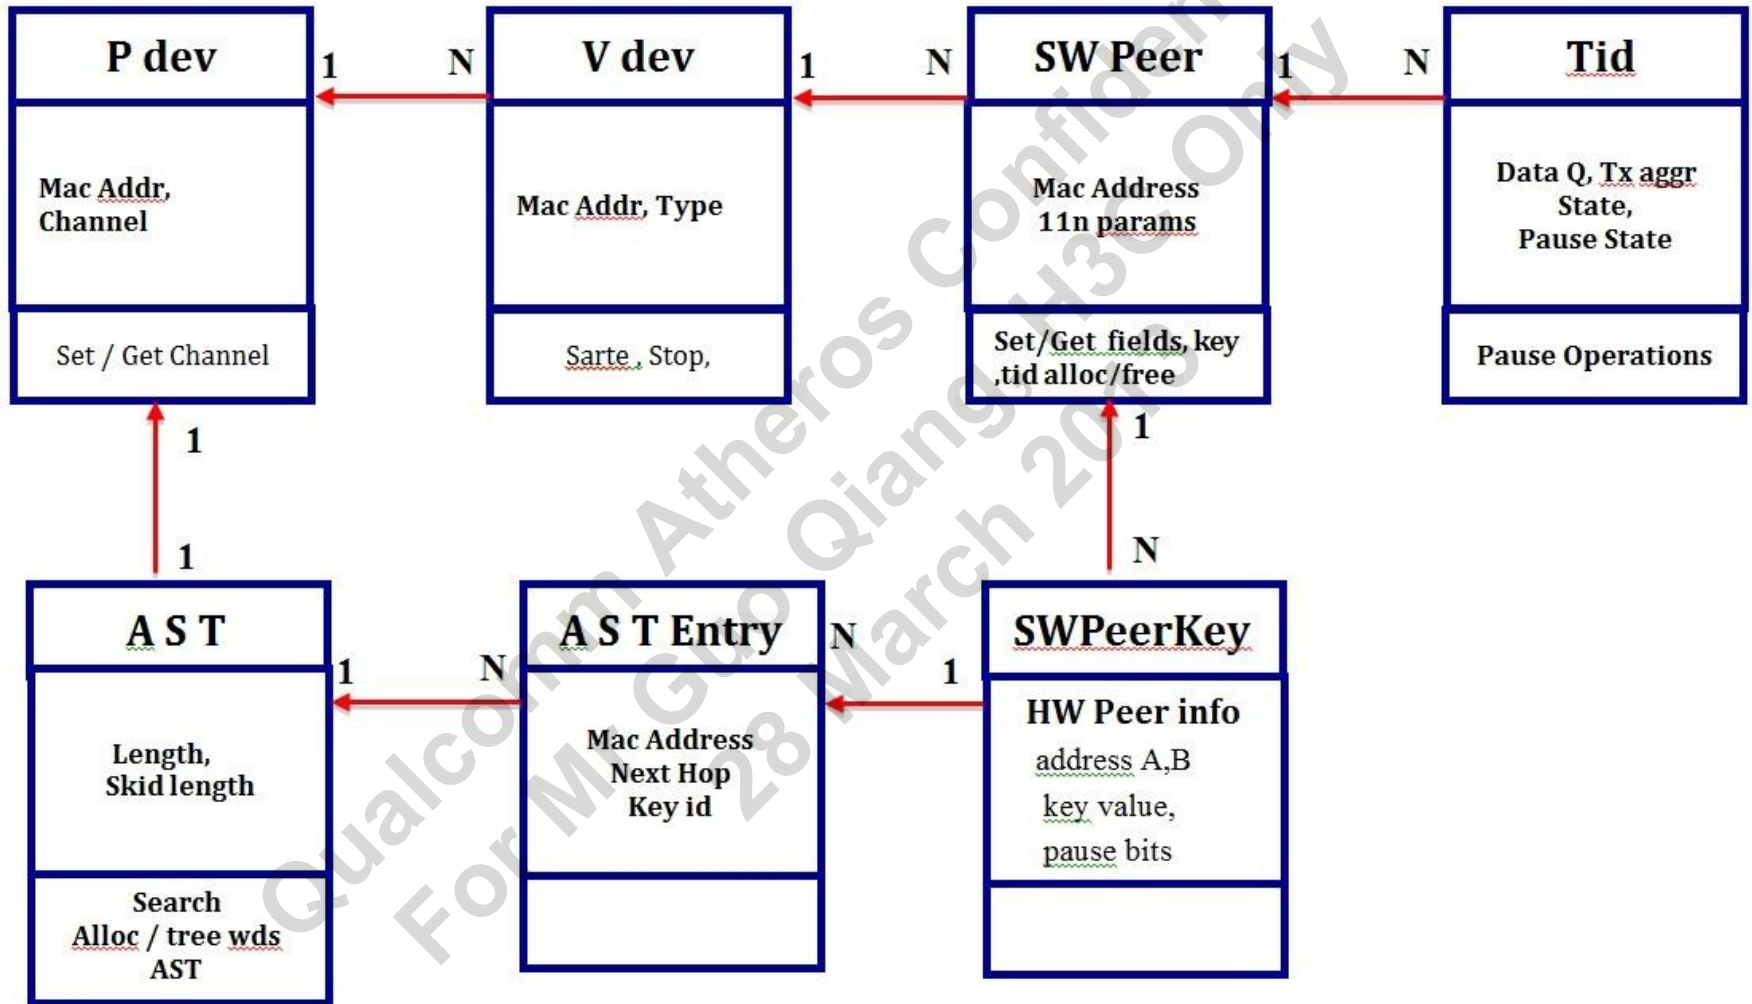 P dev
1
N
V dev
1
N
SW Peer
1
N
Tid
Mac Addr,
Channel
Mac Addr, Type
Mac Address
11n params
Data Q, Tx aggr
State,
Pause State
Set / Get Channel
Sarte , Stop,
Set/Get fields, key
,tid alloc/free
Pause Operations
1
1
1
N
A S T
1
N
A S T Entry
N
1
SWPeerKey
Length,
Skid length
Mac Address
Next Hop
Key id
HW Peer info
address A,B
key value,
pause bits
Search
Alloc / tree wds
AST
Qualcomm Atheros Confiden
For Mr Guo Qiang, H3C Only
28 March 2013